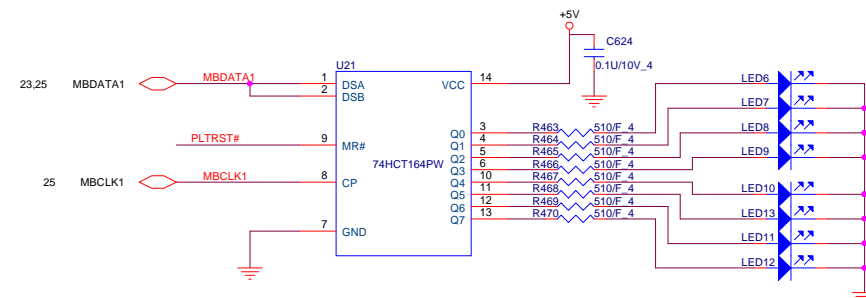 +5V
C624
0.1U/10V_4
U21
23,25 MBDATA1 MBDATA1 1 DSA VCC 14
2 DSB
LED6
LED7
LED8
LED9
PLTRST# 9 MR#
3 Q0 R463 510/F_4
4 Q1 R464 510/F_4
5 Q2 R465 510/F_4
6 Q3 R466 510/F_4
10 Q4 R467 510/F_4
11 Q5 R468 510/F_4
12 Q6 R469 510/F_4
13 Q7 R470 510/F_4
74HCT164PW
25 MBCLK1 MBCLK1 8 CP
7 GND
LED10
LED13
LED11
LED12